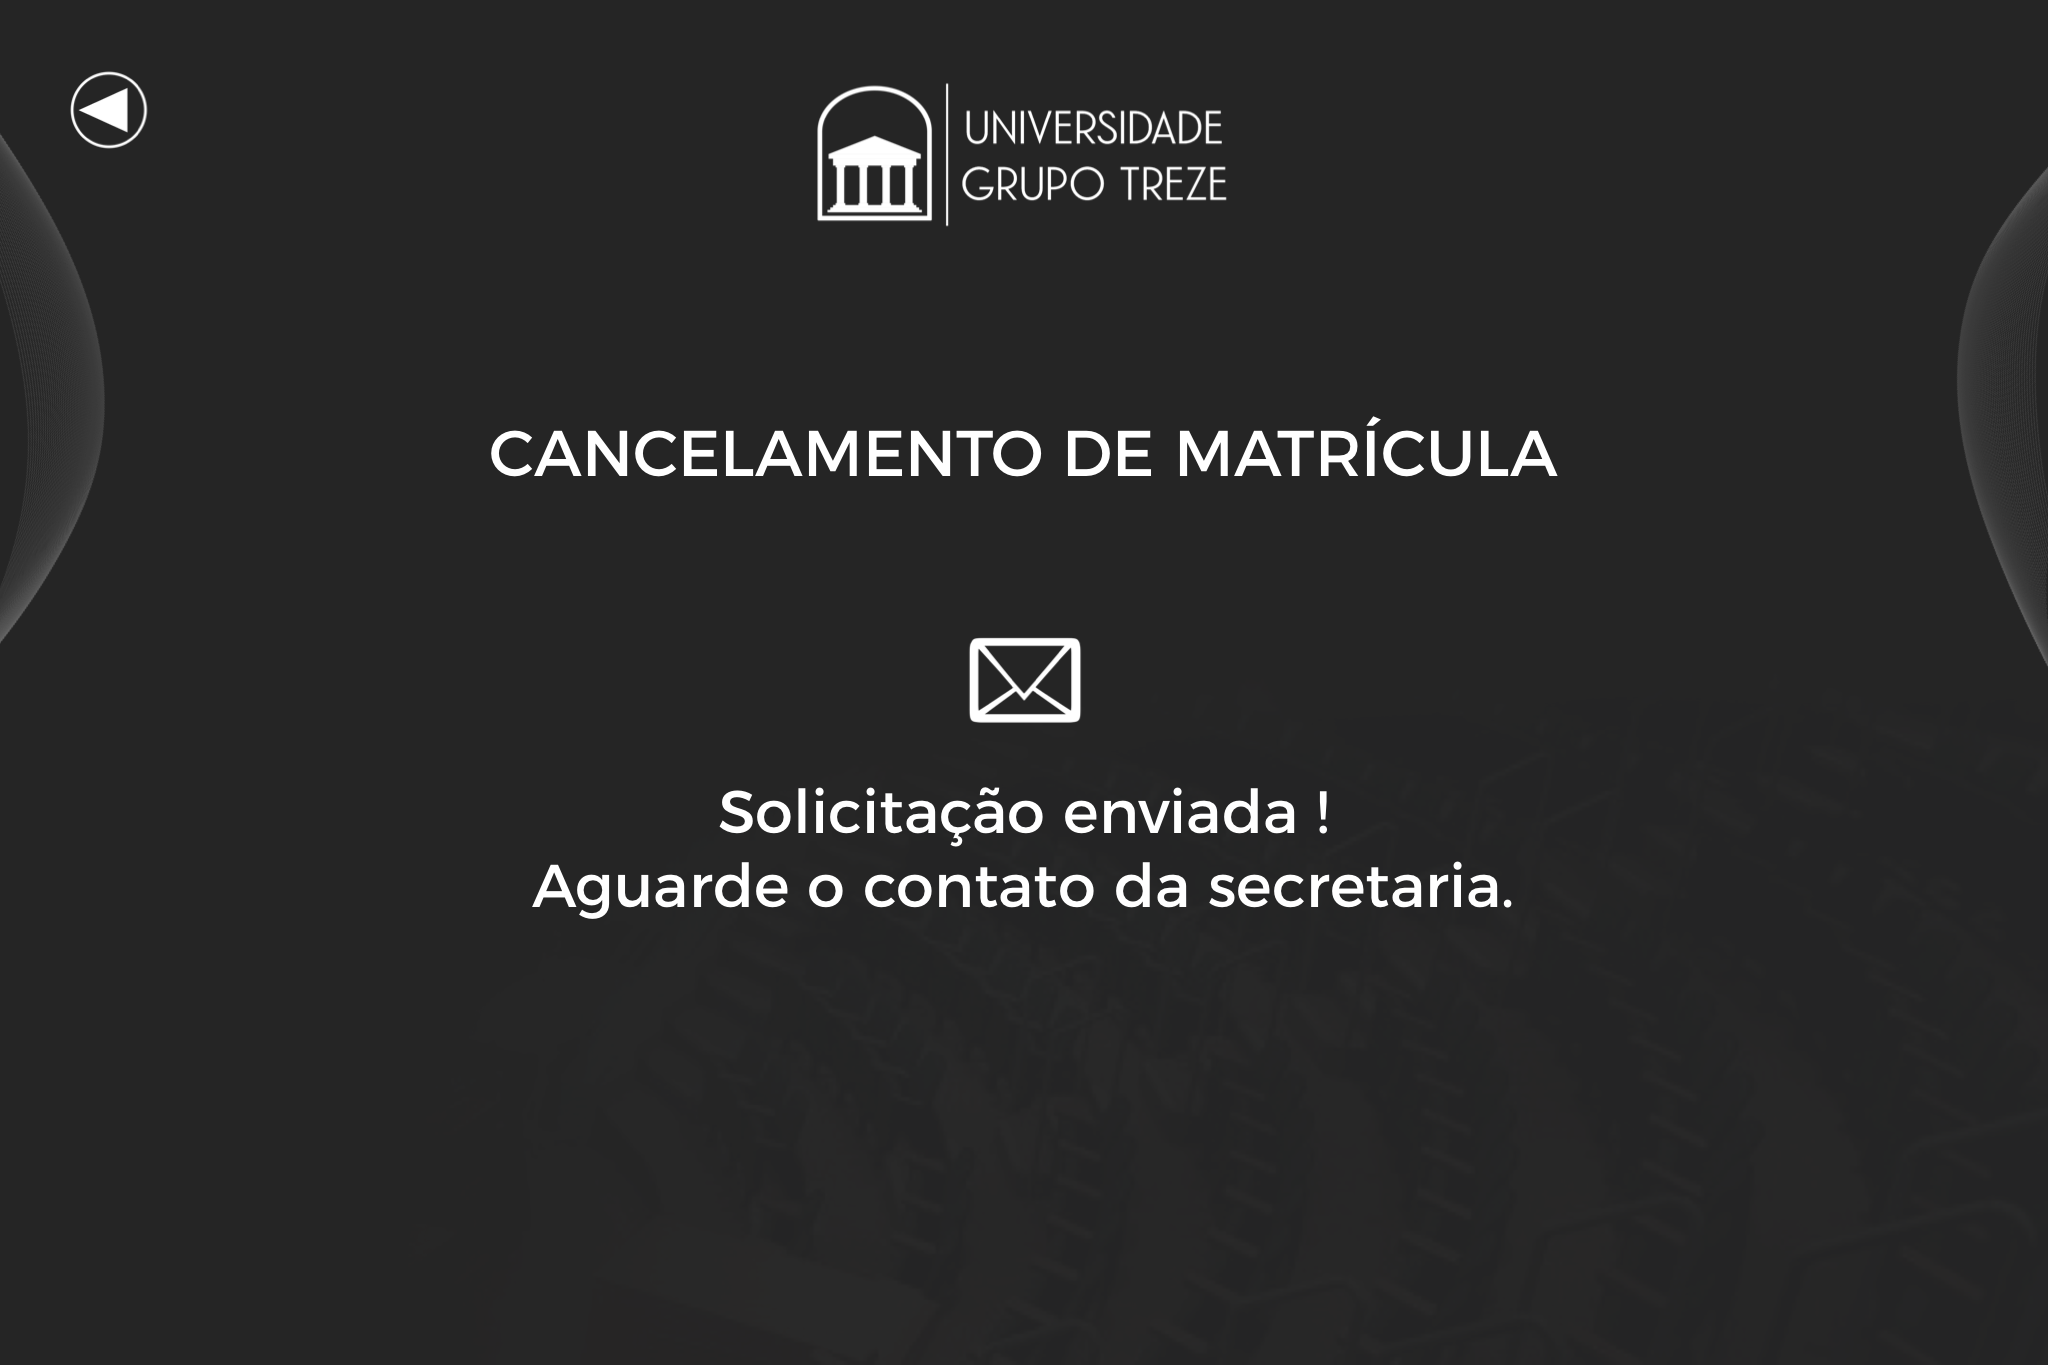 UNIVERSIDADE
GRUPO TREZE
CANCELAMENTO DE MATRÍCULA
Solicitação enviada !
Aguarde o contato da secretaria.